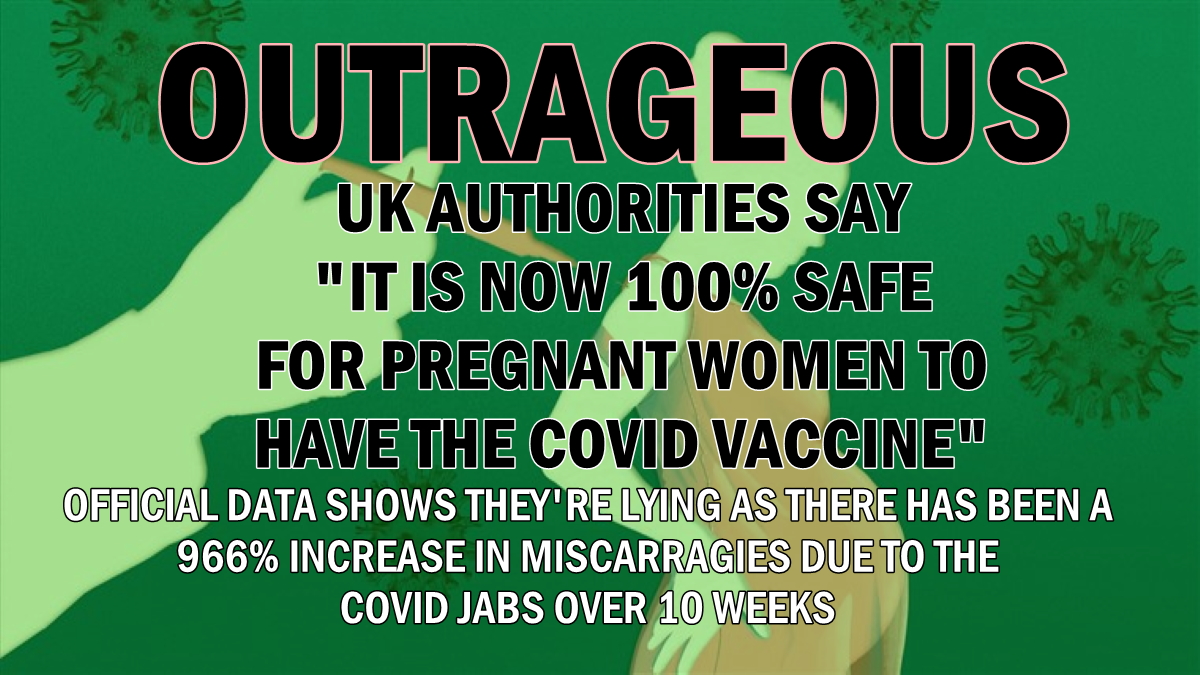 OUTRAGEOUS
UK AUTHORITIES SAY
"IT IS NOW 100% SAFE
FOR PREGNANT WOMEN TO
HAVE THE COVID VACCINE"
OFFICIAL DATA SHOWS THEY'RE LYING AS THERE HAS BEEN A
966% INCREASE IN MISCARRAGIES DUE TO THE
COVID JABS OVER 10 WEEKS